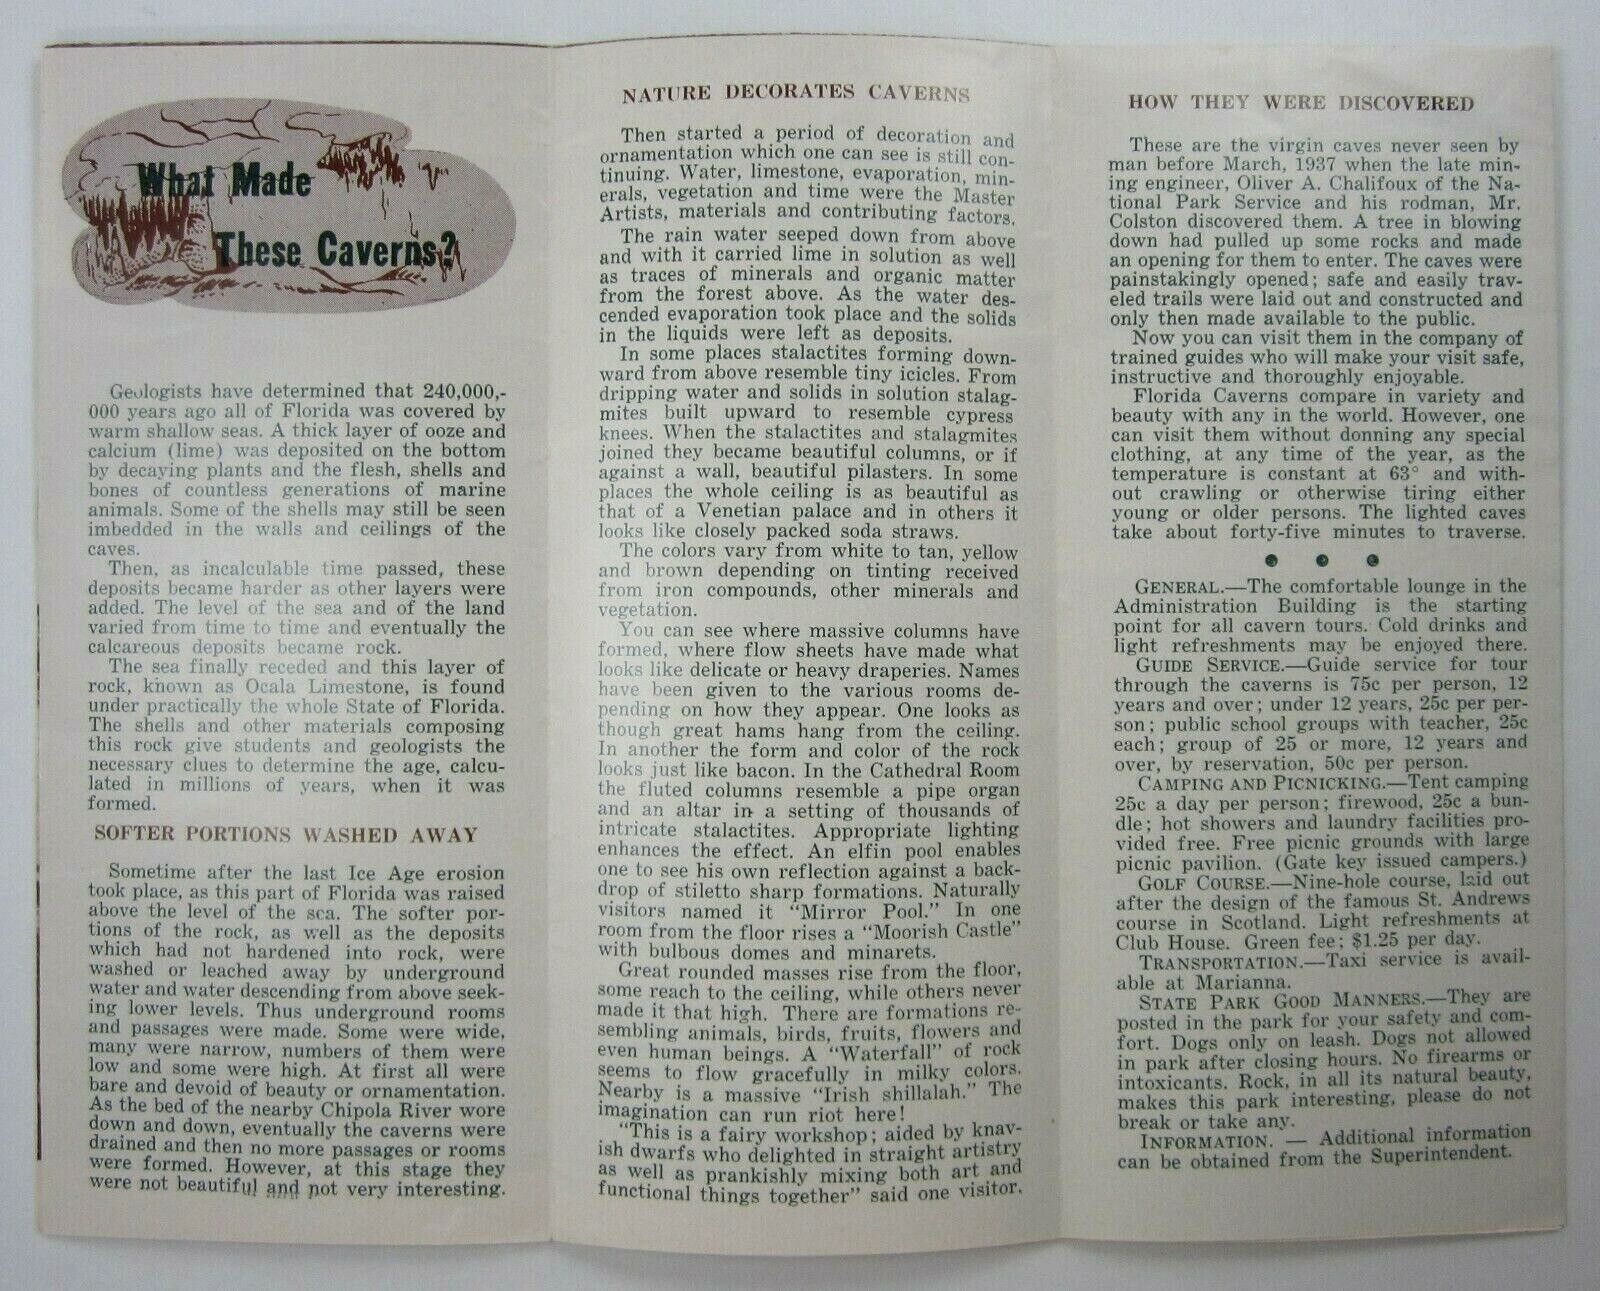 What Made
These Caverns?
Geologists have determined that 240,000,-
000 years ago all of Florida was covered by
warm shallow seas. A thick layer of ooze and
calcium (lime) was deposited on the bottom
by decaying plants and the flesh, shells and
bones of countless generations of marine
animals. Some of the shells may still be seen
imbedded in the walls and ceilings of the
caves.
Then, as incalculable time passed, these
deposits became harder as other layers were
added. The level of the sea and of the land
varied from time to time and eventually the
calcareous deposits became rock.
The sea finally receded and this layer of
rock, known as Ocala Limestone, is found
under practically the whole State of Florida.
The shells and other materials composing
this rock give students and geologists the
necessary clues to determine the age, calcu-
lated in millions of years, when it was
formed.
SOFTER PORTIONS WASHED AWAY
Sometime after the last Ice Age erosion
took place, as this part of Florida was raised
above the level of the sea. The softer por-
tions of the rock, as well as the deposits
which had not hardened into rock, were
washed or leached away by underground
water and water descending from above seek-
ing lower levels. Thus underground rooms
and passages were made. Some were wide,
many were narrow, numbers of them were
low and some were high. At first all were
bare and devoid of beauty or ornamentation.
As the bed of the nearby Chipola River wore
down and down, eventually the caverns were
drained and then no more passages or rooms
were formed. However, at this stage they
were not beautiful and not very interesting.
NATURE DECORATES CAVERNS
Then started a period of decoration and
ornamentation which one can see is still con-
tinuing. Water, limestone, evaporation, min-
erals, vegetation and time were the Master
Artists, materials and contributing factors.
The rain water seeped down from above
and with it carried lime in solution as well
as traces of minerals and organic matter
from the forest above. As the water des-
cended evaporation took place and the solids
in the liquids were left as deposits.
In some places stalactites forming down-
ward from above resemble tiny icicles. From
dripping water and solids in solution stalag-
mites built upward to resemble cypress
knees. When the stalactites and stalagmites
joined they became beautiful columns, or if
against a wall, beautiful pilasters. In some
places the whole ceiling is as beautiful as
that of a Venetian palace and in others it
looks like closely packed soda straws.
The colors vary from white to tan, yellow
and brown depending on tinting received
from iron compounds, other minerals and
vegetation.
You can see where massive columns have
formed, where flow sheets have made what
looks like delicate or heavy draperies. Names
have been given to the various rooms de-
pending on how they appear. One looks as
though great hams hang from the ceiling.
In another the form and color of the rock
looks just like bacon. In the Cathedral Room
the fluted columns resemble a pipe organ
and an altar in a setting of thousands of
intricate stalactites. Appropriate lighting
enhances the effect. An elfin pool enables
one to see his own reflection against a back-
drop of stiletto sharp formations. Naturally
visitors named it "Mirror Pool." In one
room from the floor rises a "Moorish Castle"
with bulbous domes and minarets.
Great rounded masses rise from the floor,
some reach to the ceiling, while others never
made it that high. There are formations re-
sembling animals, birds, fruits, flowers and
even human beings. A "Waterfall" of rock
seems to flow gracefully in milky colors.
Nearby is a massive "Irish shillalah." The
imagination can run riot here!
"This is a fairy workshop; aided by knav-
ish dwarfs who delighted in straight artistry
as well as prankishly mixing both art and
functional things together" said one visitor.
HOW THEY WERE DISCOVERED
These are the virgin caves never seen by
man before March, 1937 when the late min-
ing engineer, Oliver A. Chalifoux of the Na-
tional Park Service and his rodman, Mr.
Colston discovered them. A tree in blowing
down had pulled up some rocks and made
an opening for them to enter. The caves were
painstakingly opened; safe and easily trav-
eled trails were laid out and constructed and
only then made available to the public.
Now you can visit them in the company of
trained guides who will make your visit safe,
instructive and thoroughly enjoyable.
Florida Caverns compare in variety and
beauty with any in the world. However, one
can visit them without donning any special
clothing, at any time of the year, as the
temperature is constant at 63° and with-
out crawling or otherwise tiring either
young or older persons. The lighted caves
take about forty-five minutes to traverse.
GENERAL.—The comfortable lounge in the
Administration Building is the starting
point for all cavern tours. Cold drinks and
light refreshments may be enjoyed there.
GUIDE SERVICE.—Guide service for tour
through the caverns is 75c per person, 12
years and over; under 12 years, 25c per per-
son; public school groups with teacher, 25c
each; group of 25 or more, 12 years and
over, by reservation, 50c per person.
CAMPING AND PICNICKING.—Tent camping
25c a day per person; firewood, 25c a bun-
dle; hot showers and laundry facilities pro-
vided free. Free picnic grounds with large
picnic pavilion. (Gate key issued campers.)
GOLF COURSE.—Nine-hole course, laid out
after the design of the famous St. Andrews
course in Scotland. Light refreshments at
Club House. Green fee; $1.25 per day.
TRANSPORTATION.—Taxi service is avail-
able at Marianna.
STATE PARK GOOD MANNERS.—They are
posted in the park for your safety and com-
fort. Dogs only on leash. Dogs not allowed
in park after closing hours. No firearms or
intoxicants. Rock, in all its natural beauty,
makes this park interesting, please do not
break or take any.
INFORMATION. — Additional information
can be obtained from the Superintendent.